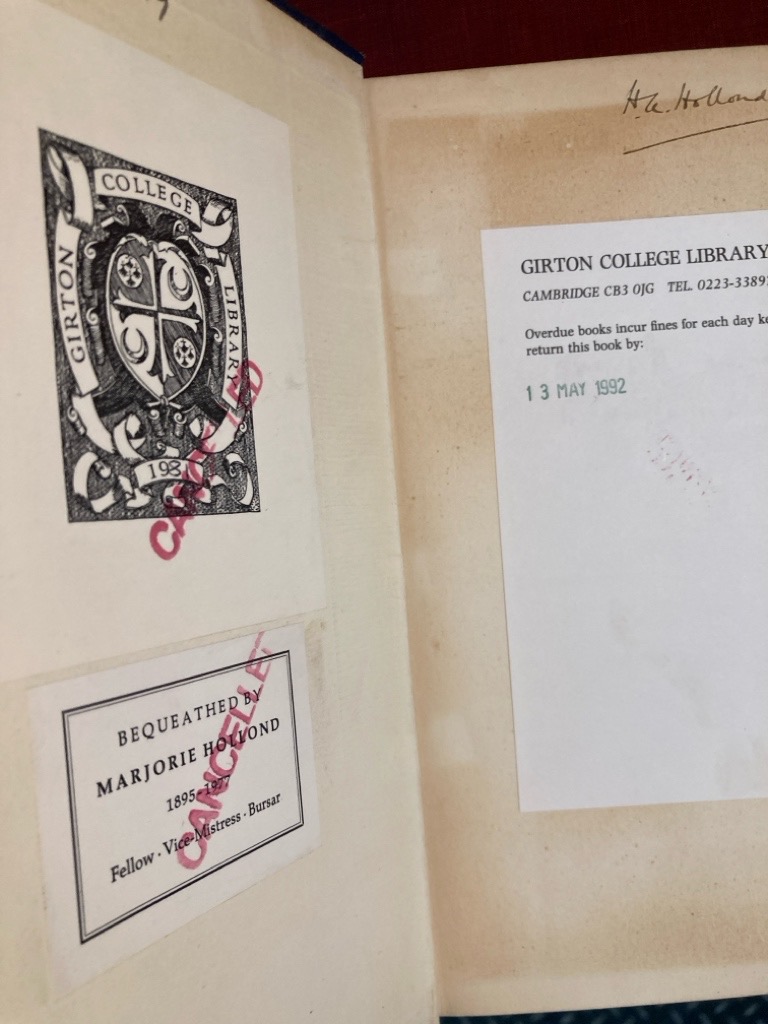 GIRTON COLLEGE LIBRARY
193
CANCELLED
BEQUEATHED BY
MARJORIE HOLLOND
1895-1977
Fellow · Vice-Mistress · Bursar
CANCELLED
H.A. Hollond
GIRTON COLLEGE LIBRARY
CAMBRIDGE CB3 0JG TEL. 0223-33897
Overdue books incur fines for each day
return this book by:
13 MAY 1992